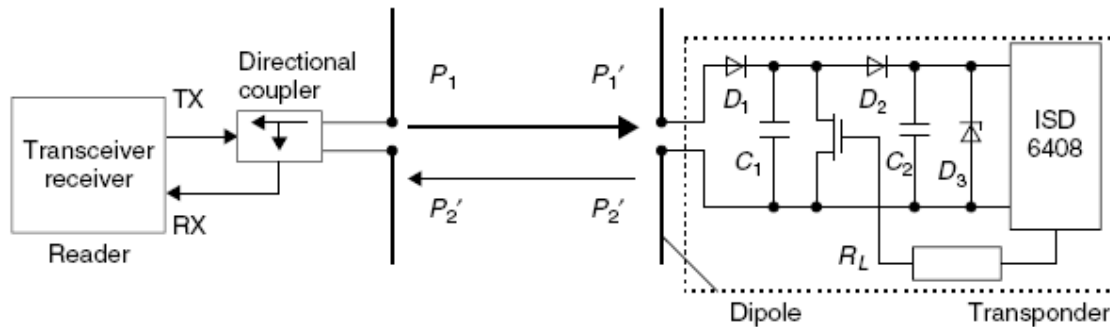 Directional
coupler
TX
Transceiver
receiver
RX
Reader
P1
P1′
P2′
P2′
D1
C1
D2
C2
D3
ISD
6408
RL
Dipole
Transponder